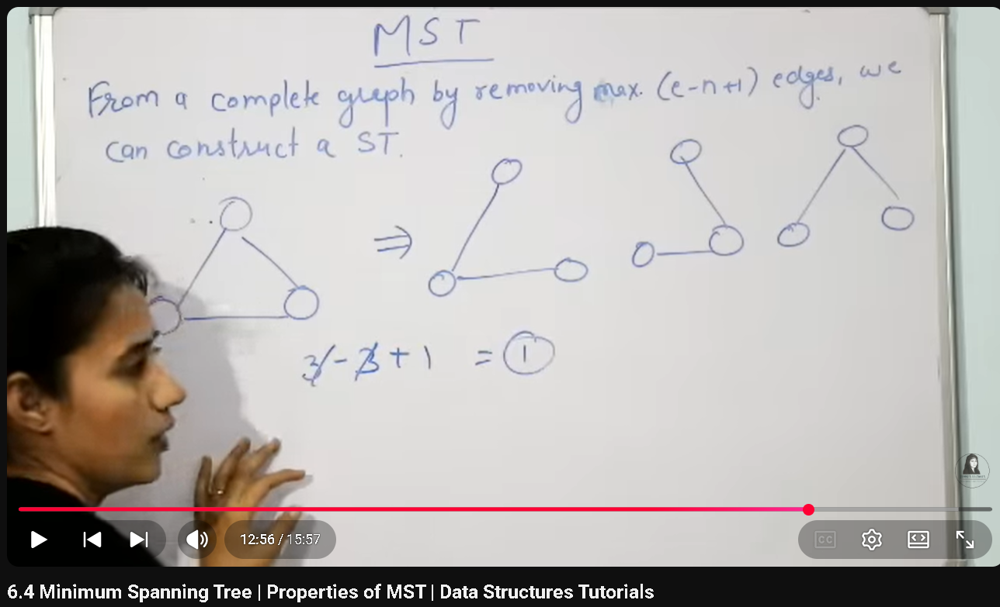 MST
From a complete graph by removing max. (e-n+1) edges, we
can construct a ST.
⇒
3-3+1 = 1
12:56 / 15:57
CC
6.4 Minimum Spanning Tree | Properties of MST | Data Structures Tutorials